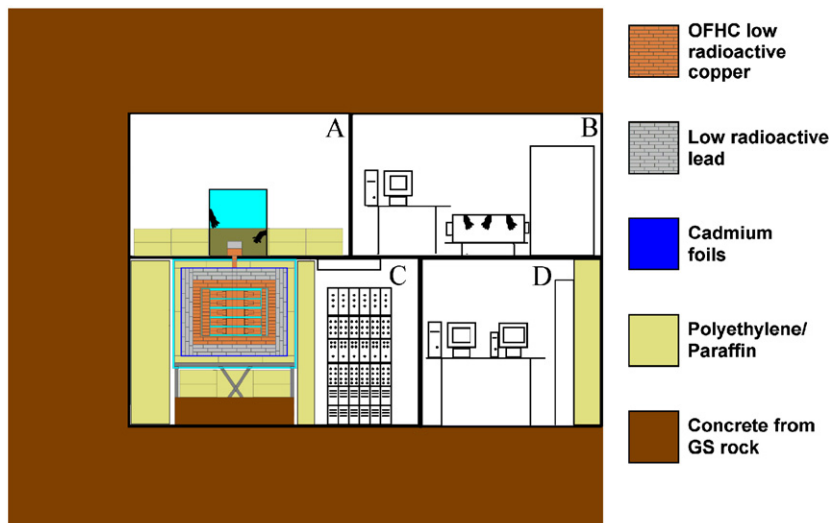 A
B
C
D
OFHC low
radioactive
copper
Low radioactive
lead
Cadmium
foils
Polyethylene/
Paraffin
Concrete from
GS rock